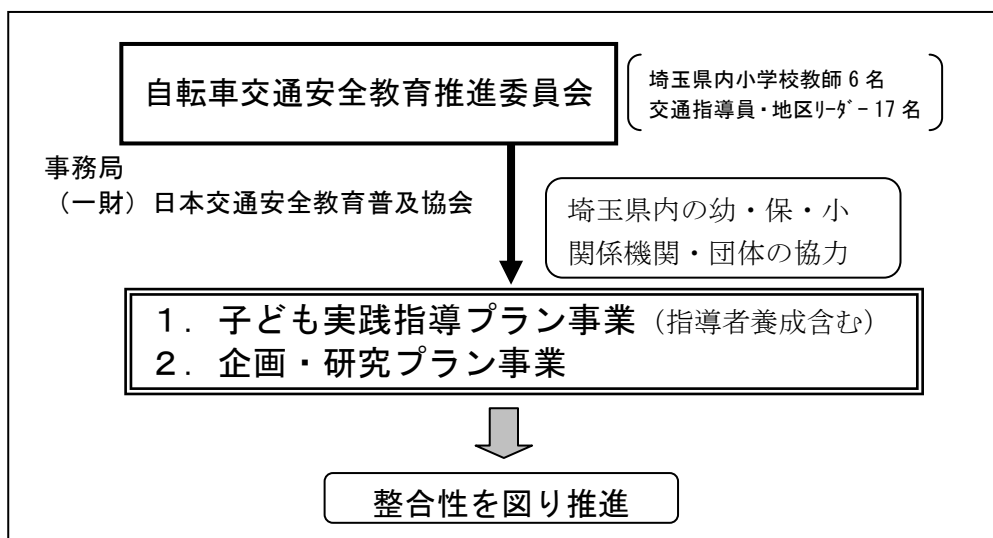 自転車交通安全教育推進委員会
埼玉県内小学校教師6名
交通指導員・地区ﾘｰﾀﾞｰ17名
事務局
（一財）日本交通安全教育普及協会
埼玉県内の幼・保・小
関係機関・団体の協力
１．子ども実践指導プラン事業（指導者養成含む）
２．企画・研究プラン事業
整合性を図り推進